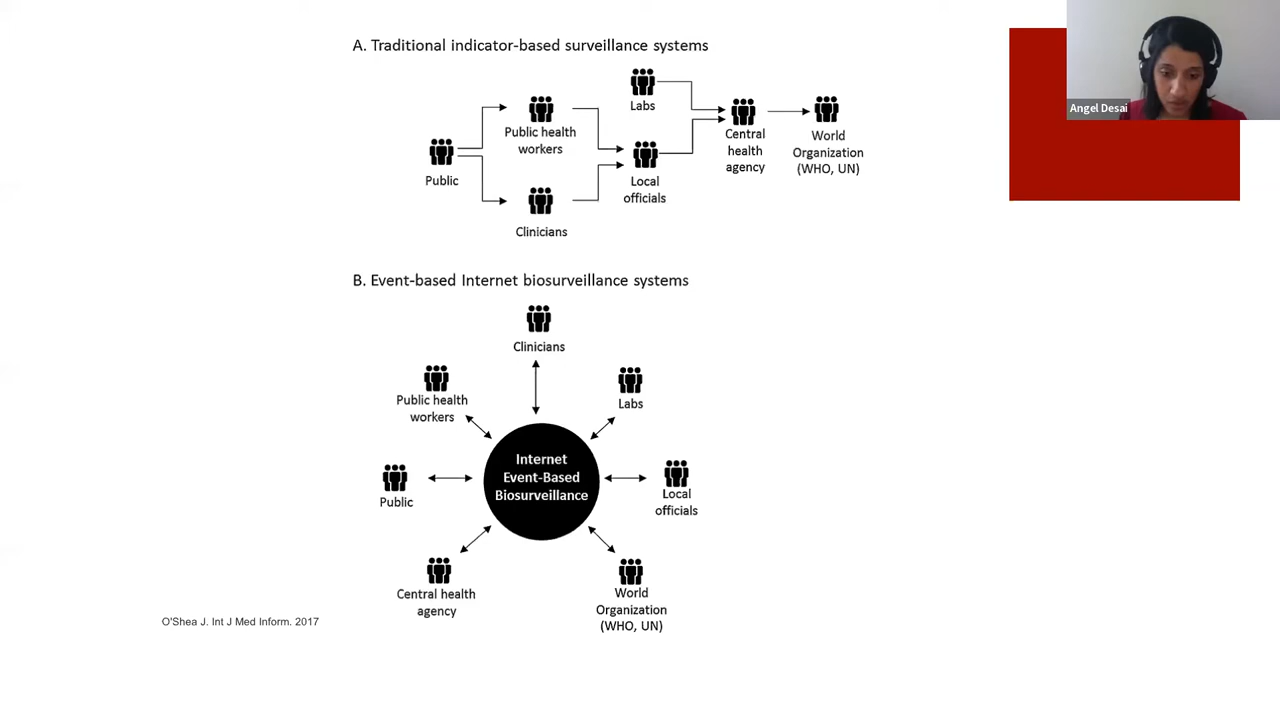 A. Traditional indicator-based surveillance systems
Angel Desai
Labs
Public health
workers
Central
health
agency
World
Organization
(WHO, UN)
Public
Local
officials
Clinicians
B. Event-based Internet biosurveillance systems
Clinicians
Public health
workers
Labs
Internet
Event-Based
Biosurveillance
Public
Local
officials
Central health
agency
World
Organization
(WHO, UN)
O'Shea J. Int J Med Inform. 2017